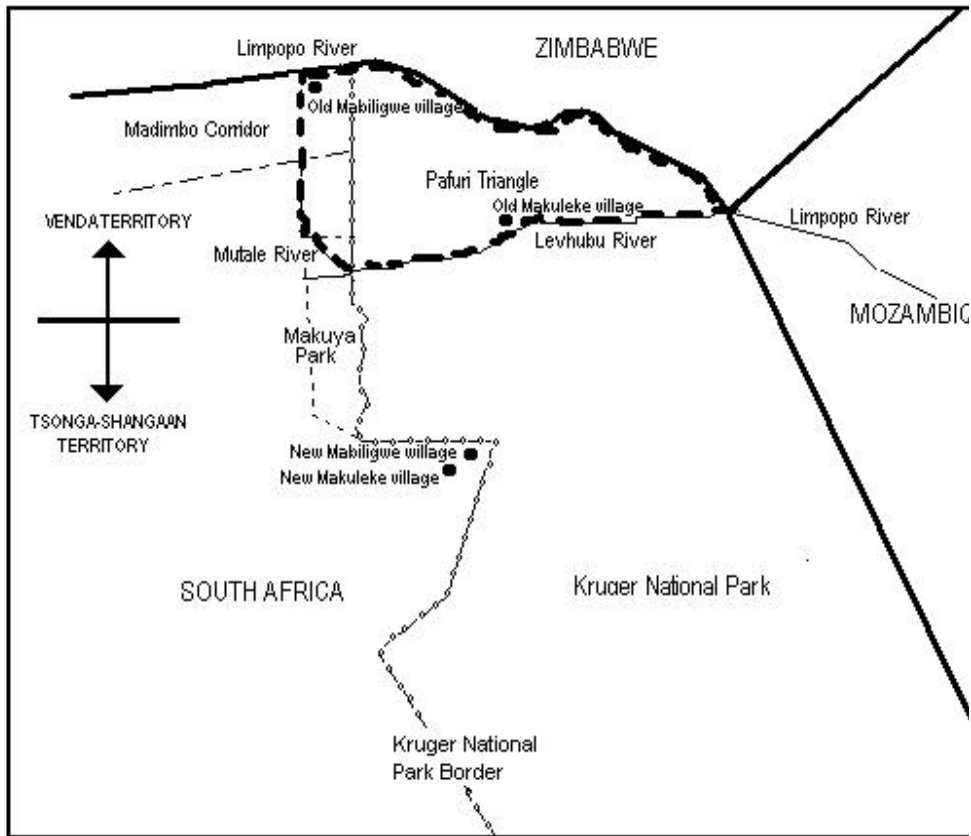 ZIMBABWE
Limpopo River
Old Mabiligwe village
Madimbo Corridor
Pafuri Triangle
Old Makuleke village
VENDATERRITORY
Levhubu River
Limpopo River
Mutale River
MOZAMBIQ
Makuya
Park
TSONGA-SHANGAAN
TERRITORY
New Mabiligwe village
New Makuleke village
SOUTH AFRICA
Kruger National Park
Kruger National
Park Border